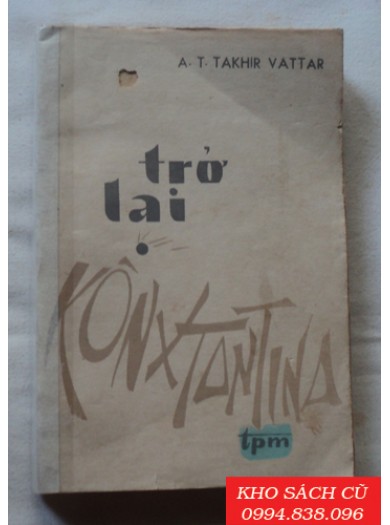 A. T. TAKHIR VATTAR
trở
lại
KÔNXTANTINA
tpm
KHO SÁCH CŨ
0994.838.096